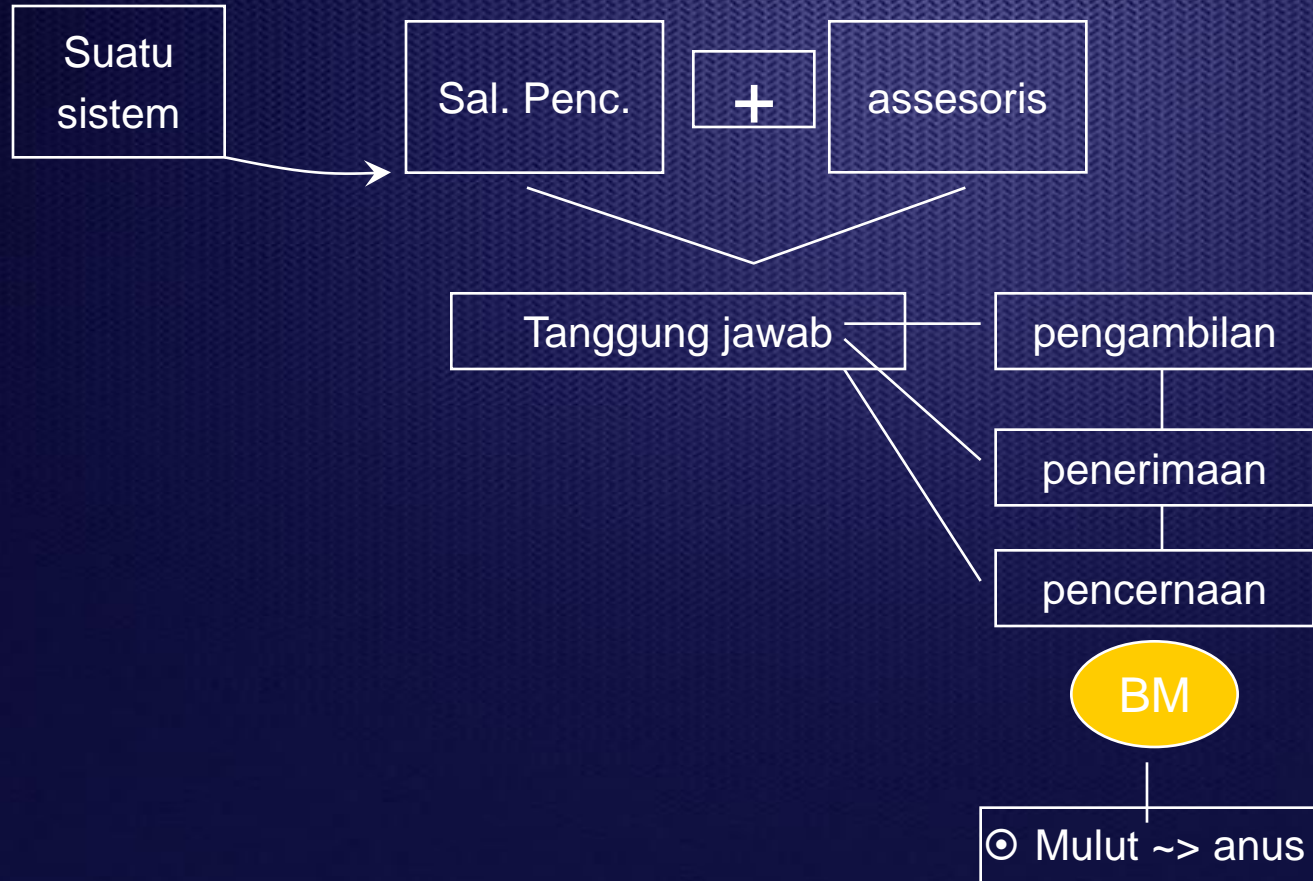 Suatu
sistem
Sal. Penc.
+
assesoris
Tanggung jawab
pengambilan
penerimaan
pencernaan
BM
⦿ Mulut ~> anus